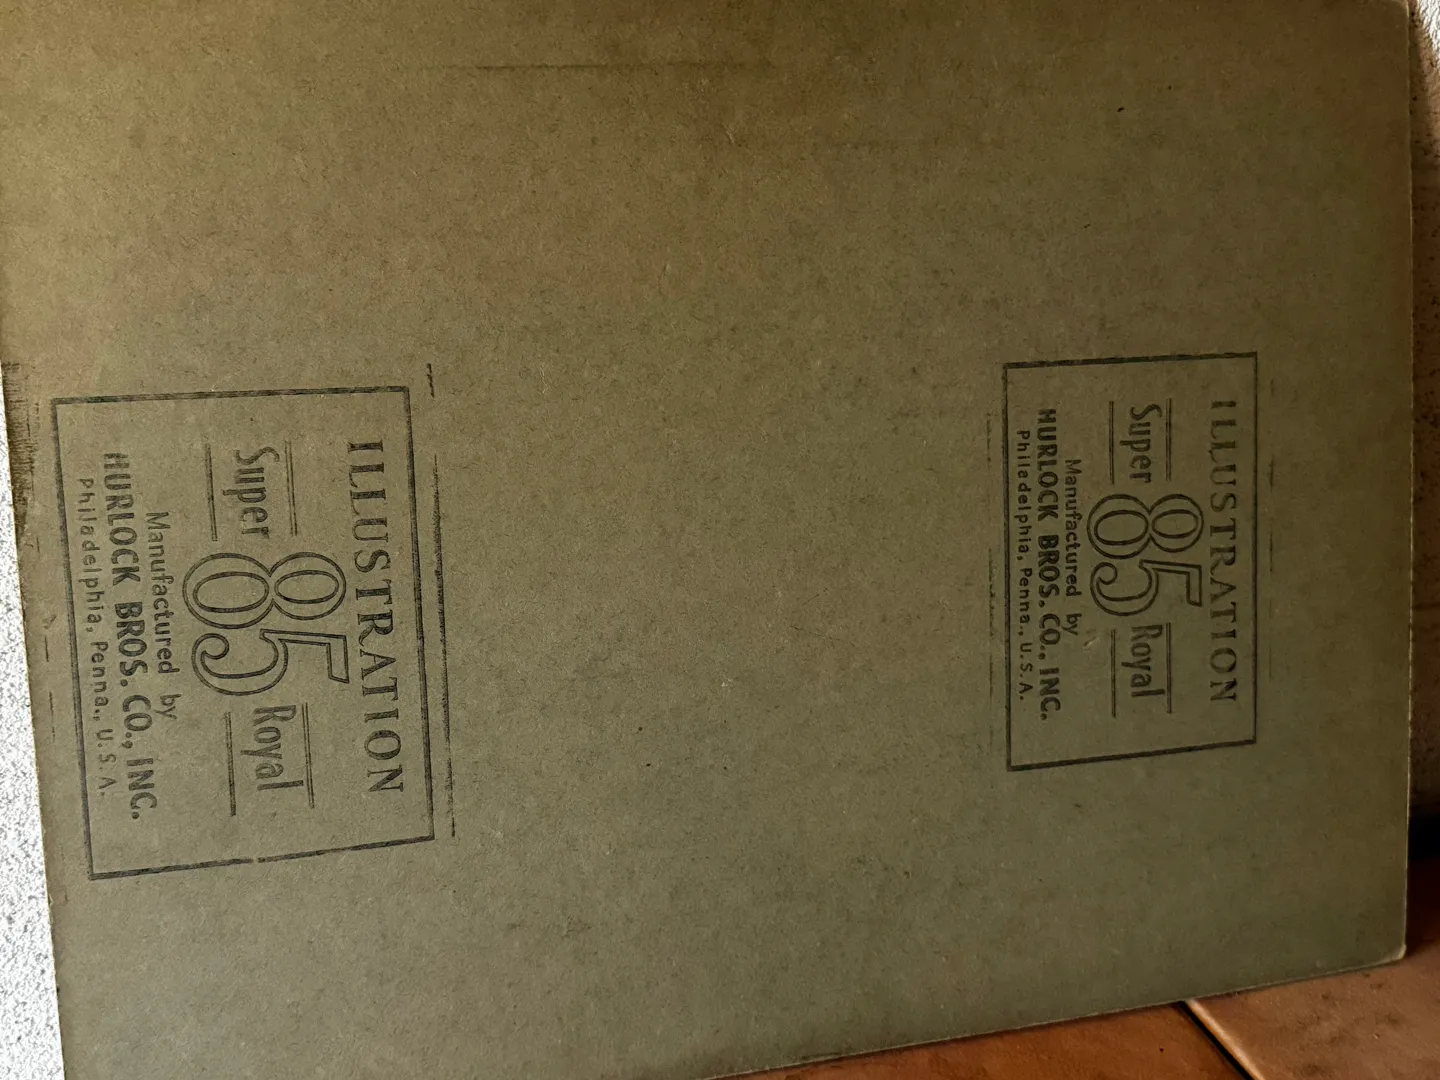 ILLUSTRATION
Super 85 Royal
Manufactured by
HURLOCK BROS. CO., INC.
Philadelphia, Penna., U.S.A.
ILLUSTRATION
Super 85 Royal
Manufactured by
HURLOCK BROS. CO., INC.
Philadelphia, Penna., U.S.A.